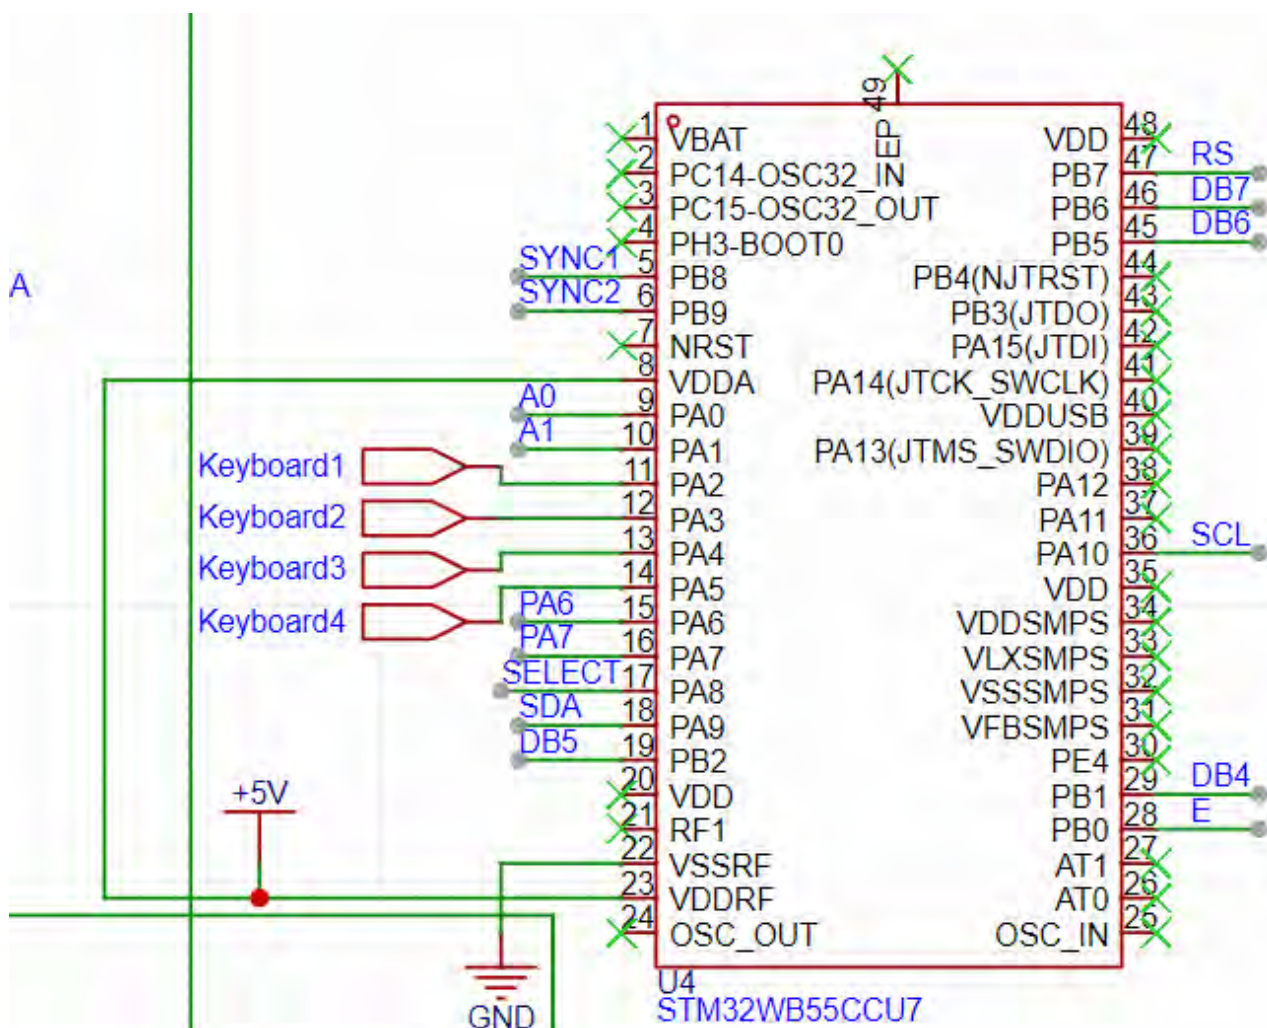 49
EP
1 VBAT
2 PC14-OSC32_IN
3 PC15-OSC32_OUT
4 PH3-BOOT0
SYNC1 5 PB8
SYNC2 6 PB9
7 NRST
8 VDDA
A0 9 PA0
A1 10 PA1
Keyboard1 11 PA2
Keyboard2 12 PA3
Keyboard3 13 PA4
Keyboard4 14 PA5
PA6 15 PA6
PA7 16 PA7
SELECT 17 PA8
SDA 18 PA9
DB5 19 PB2
20 VDD
21 RF1
22 VSSRF
23 VDDRF
24 OSC_OUT
VDD 48
PB7 47 RS
PB6 46 DB7
PB5 45 DB6
PB4(NJTRST) 44
PB3(JTDO) 43
PA15(JTDI) 42
PA14(JTCK_SWCLK) 41
VDDUSB 40
PA13(JTMS_SWDIO) 39
PA12 38
PA11 37
PA10 36 SCL
VDD 35
VDDSMPS 34
VLXSMPS 33
VSSSMPS 32
VFBSMPS 31
PE4 30
PB1 29 DB4
PB0 28 E
AT1 27
AT0 26
OSC_IN 25
A
+5V
GND
U4
STM32WB55CCU7